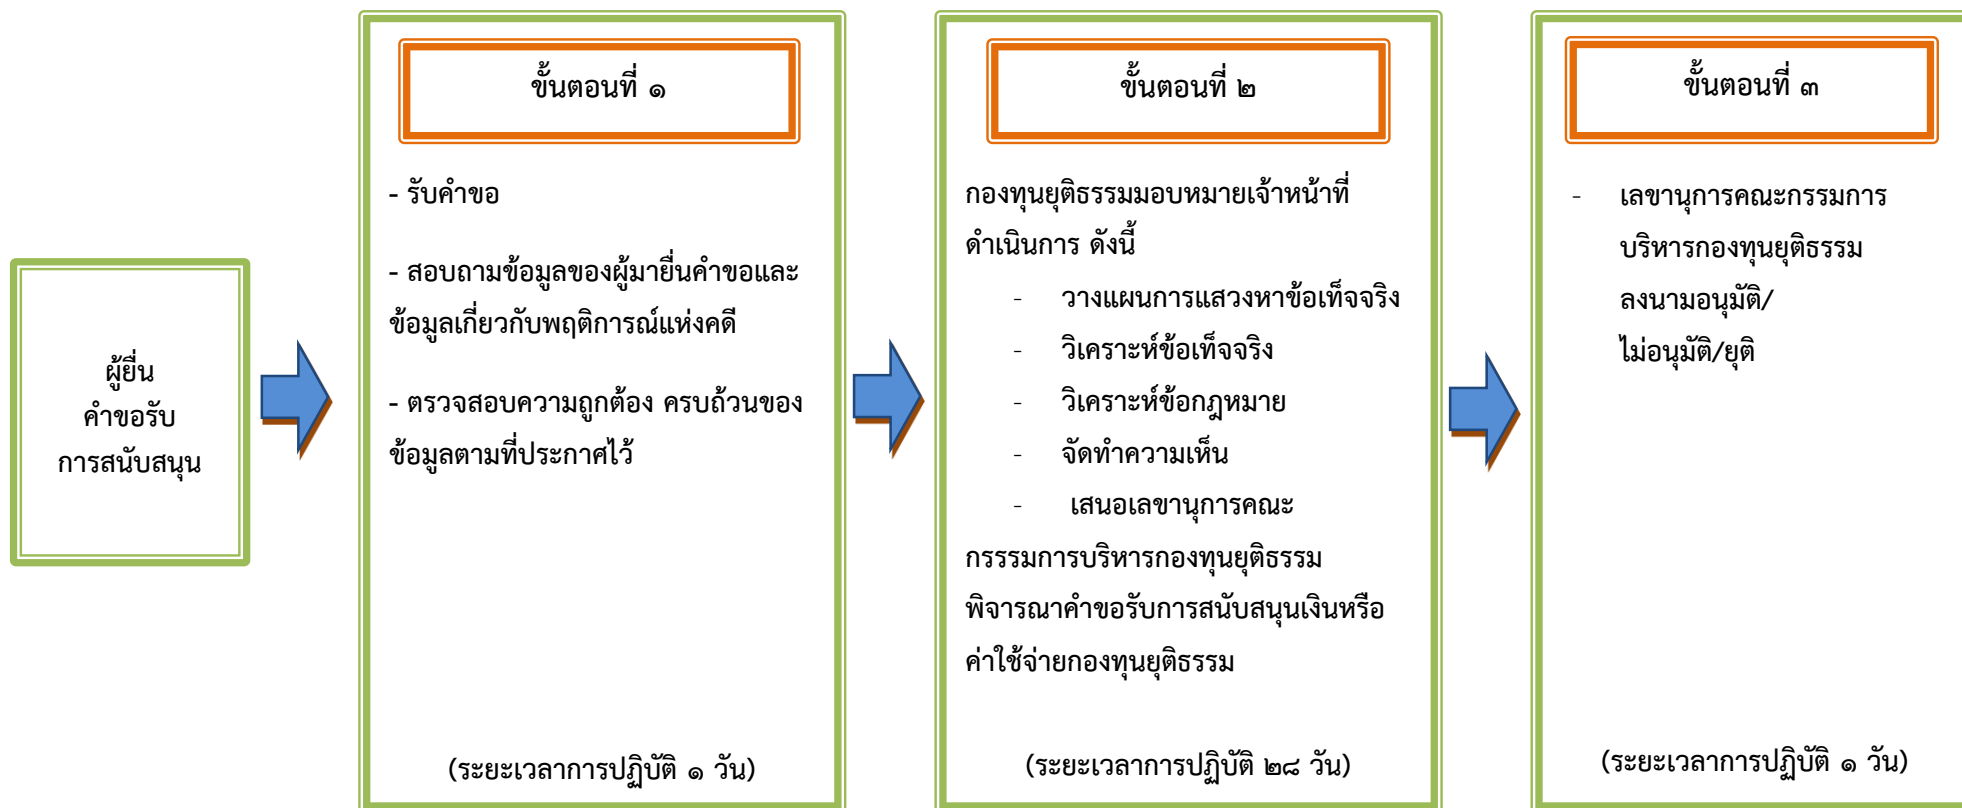 ผู้ยื่น
คำขอรับ
การสนับสนุน
ขั้นตอนที่ ๑
- รับคำขอ
- สอบถามข้อมูลของผู้มายื่นคำขอและ
ข้อมูลเกี่ยวกับพฤติการณ์แห่งคดี
- ตรวจสอบความถูกต้อง ครบถ้วนของ
ข้อมูลตามที่ประกาศไว้
(ระยะเวลาการปฏิบัติ ๑ วัน)
ขั้นตอนที่ ๒
กองทุนยุติธรรมมอบหมายเจ้าหน้าที่
ดำเนินการ ดังนี้
- วางแผนการแสวงหาข้อเท็จจริง
- วิเคราะห์ข้อเท็จจริง
- วิเคราะห์ข้อกฎหมาย
- จัดทำความเห็น
- เสนอเลขานุการคณะ
กรรรมการบริหารกองทุนยุติธรรม
พิจารณาคำขอรับการสนับสนุนเงินหรือ
ค่าใช้จ่ายกองทุนยุติธรรม
(ระยะเวลาการปฏิบัติ ๒๘ วัน)
ขั้นตอนที่ ๓
- เลขานุการคณะกรรมการ
บริหารกองทุนยุติธรรม
ลงนามอนุมัติ/
ไม่อนุมัติ/ยุติ
(ระยะเวลาการปฏิบัติ ๑ วัน)